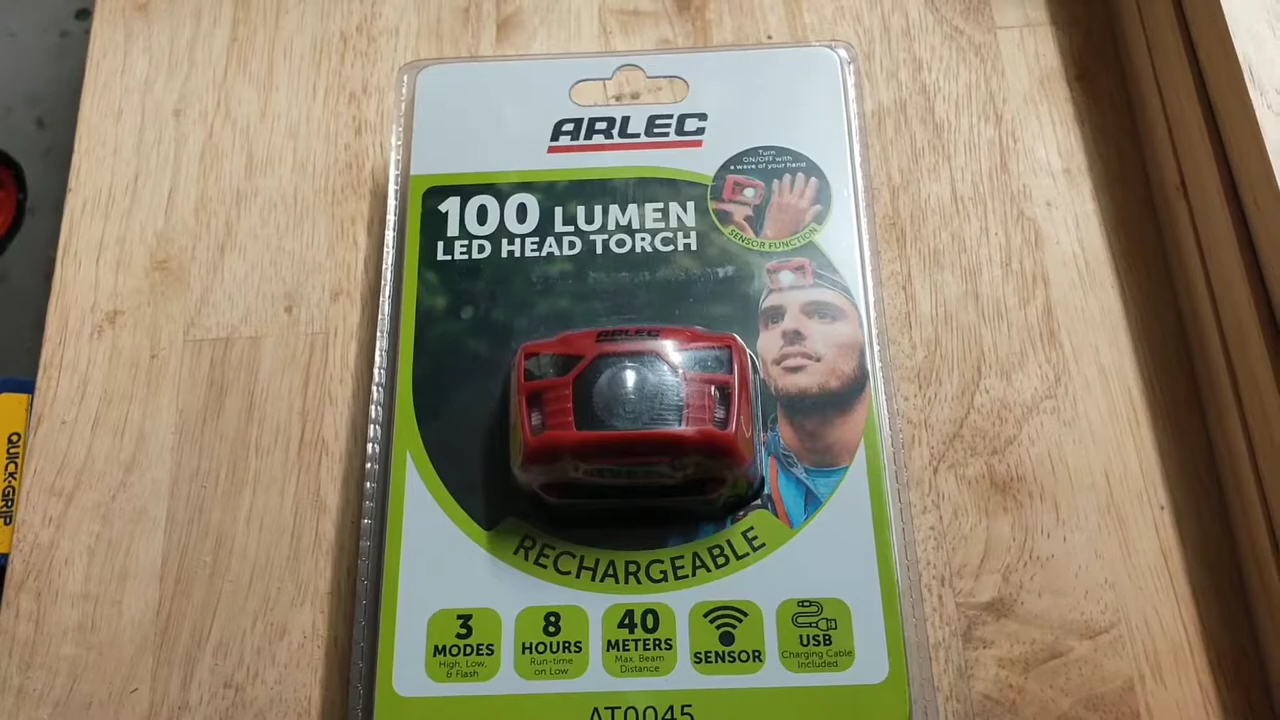 ARLEC
Turn
ON/OFF with
a wave of your hand
SENSOR FUNCTION
100 LUMEN
LED HEAD TORCH
ARLEC
RECHARGEABLE
3
MODES
High, Low,
& Flash
8
HOURS
Run-time
on Low
40
METERS
Max. Beam
Distance
SENSOR
USB
Charging Cable
Included
AT0045
QUICK-GRIP